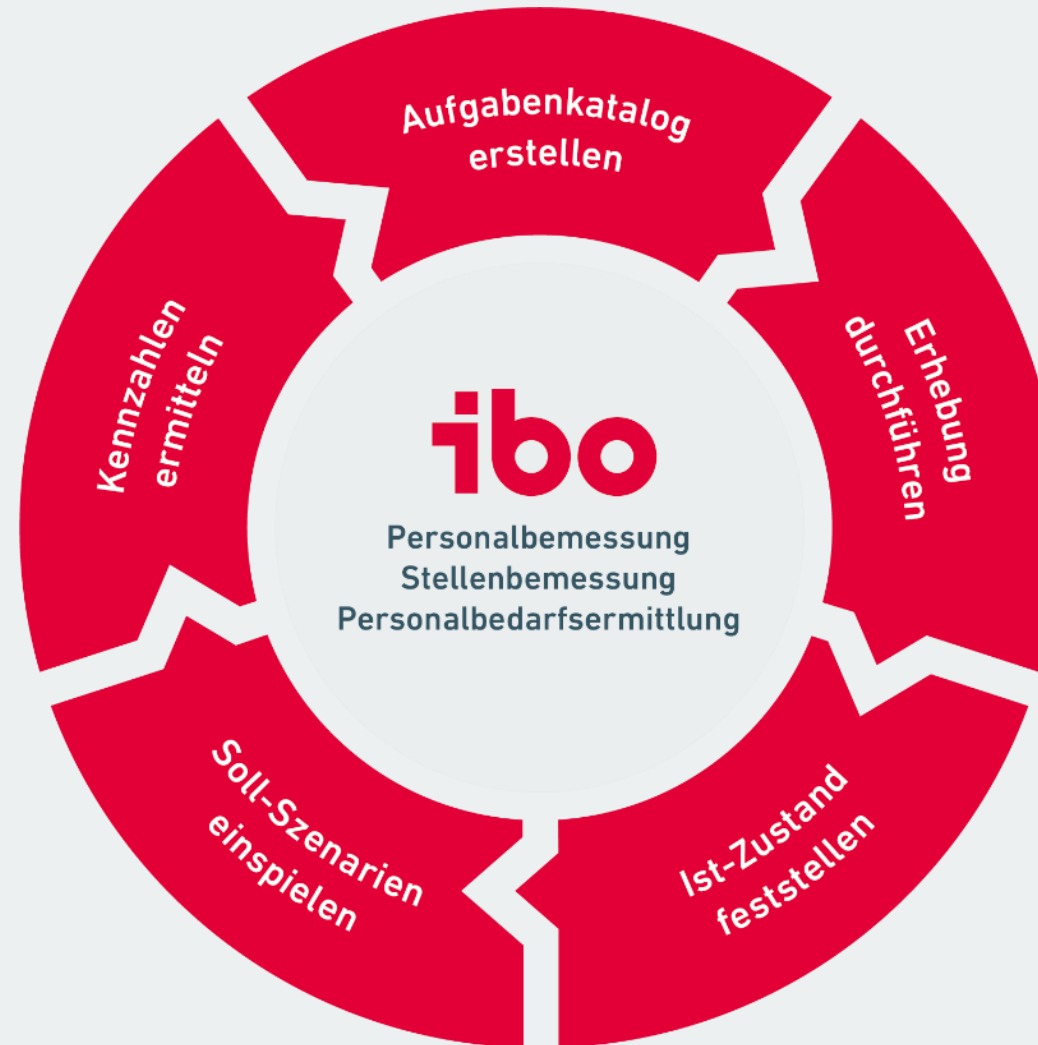 Aufgabenkatalog
erstellen
Erhebung
durchführen
Ist-Zustand
feststellen
Soll-Szenarien
einspielen
Kennzahlen
ermitteln
ibo
Personalbemessung
Stellenbemessung
Personalbedarfsermittlung